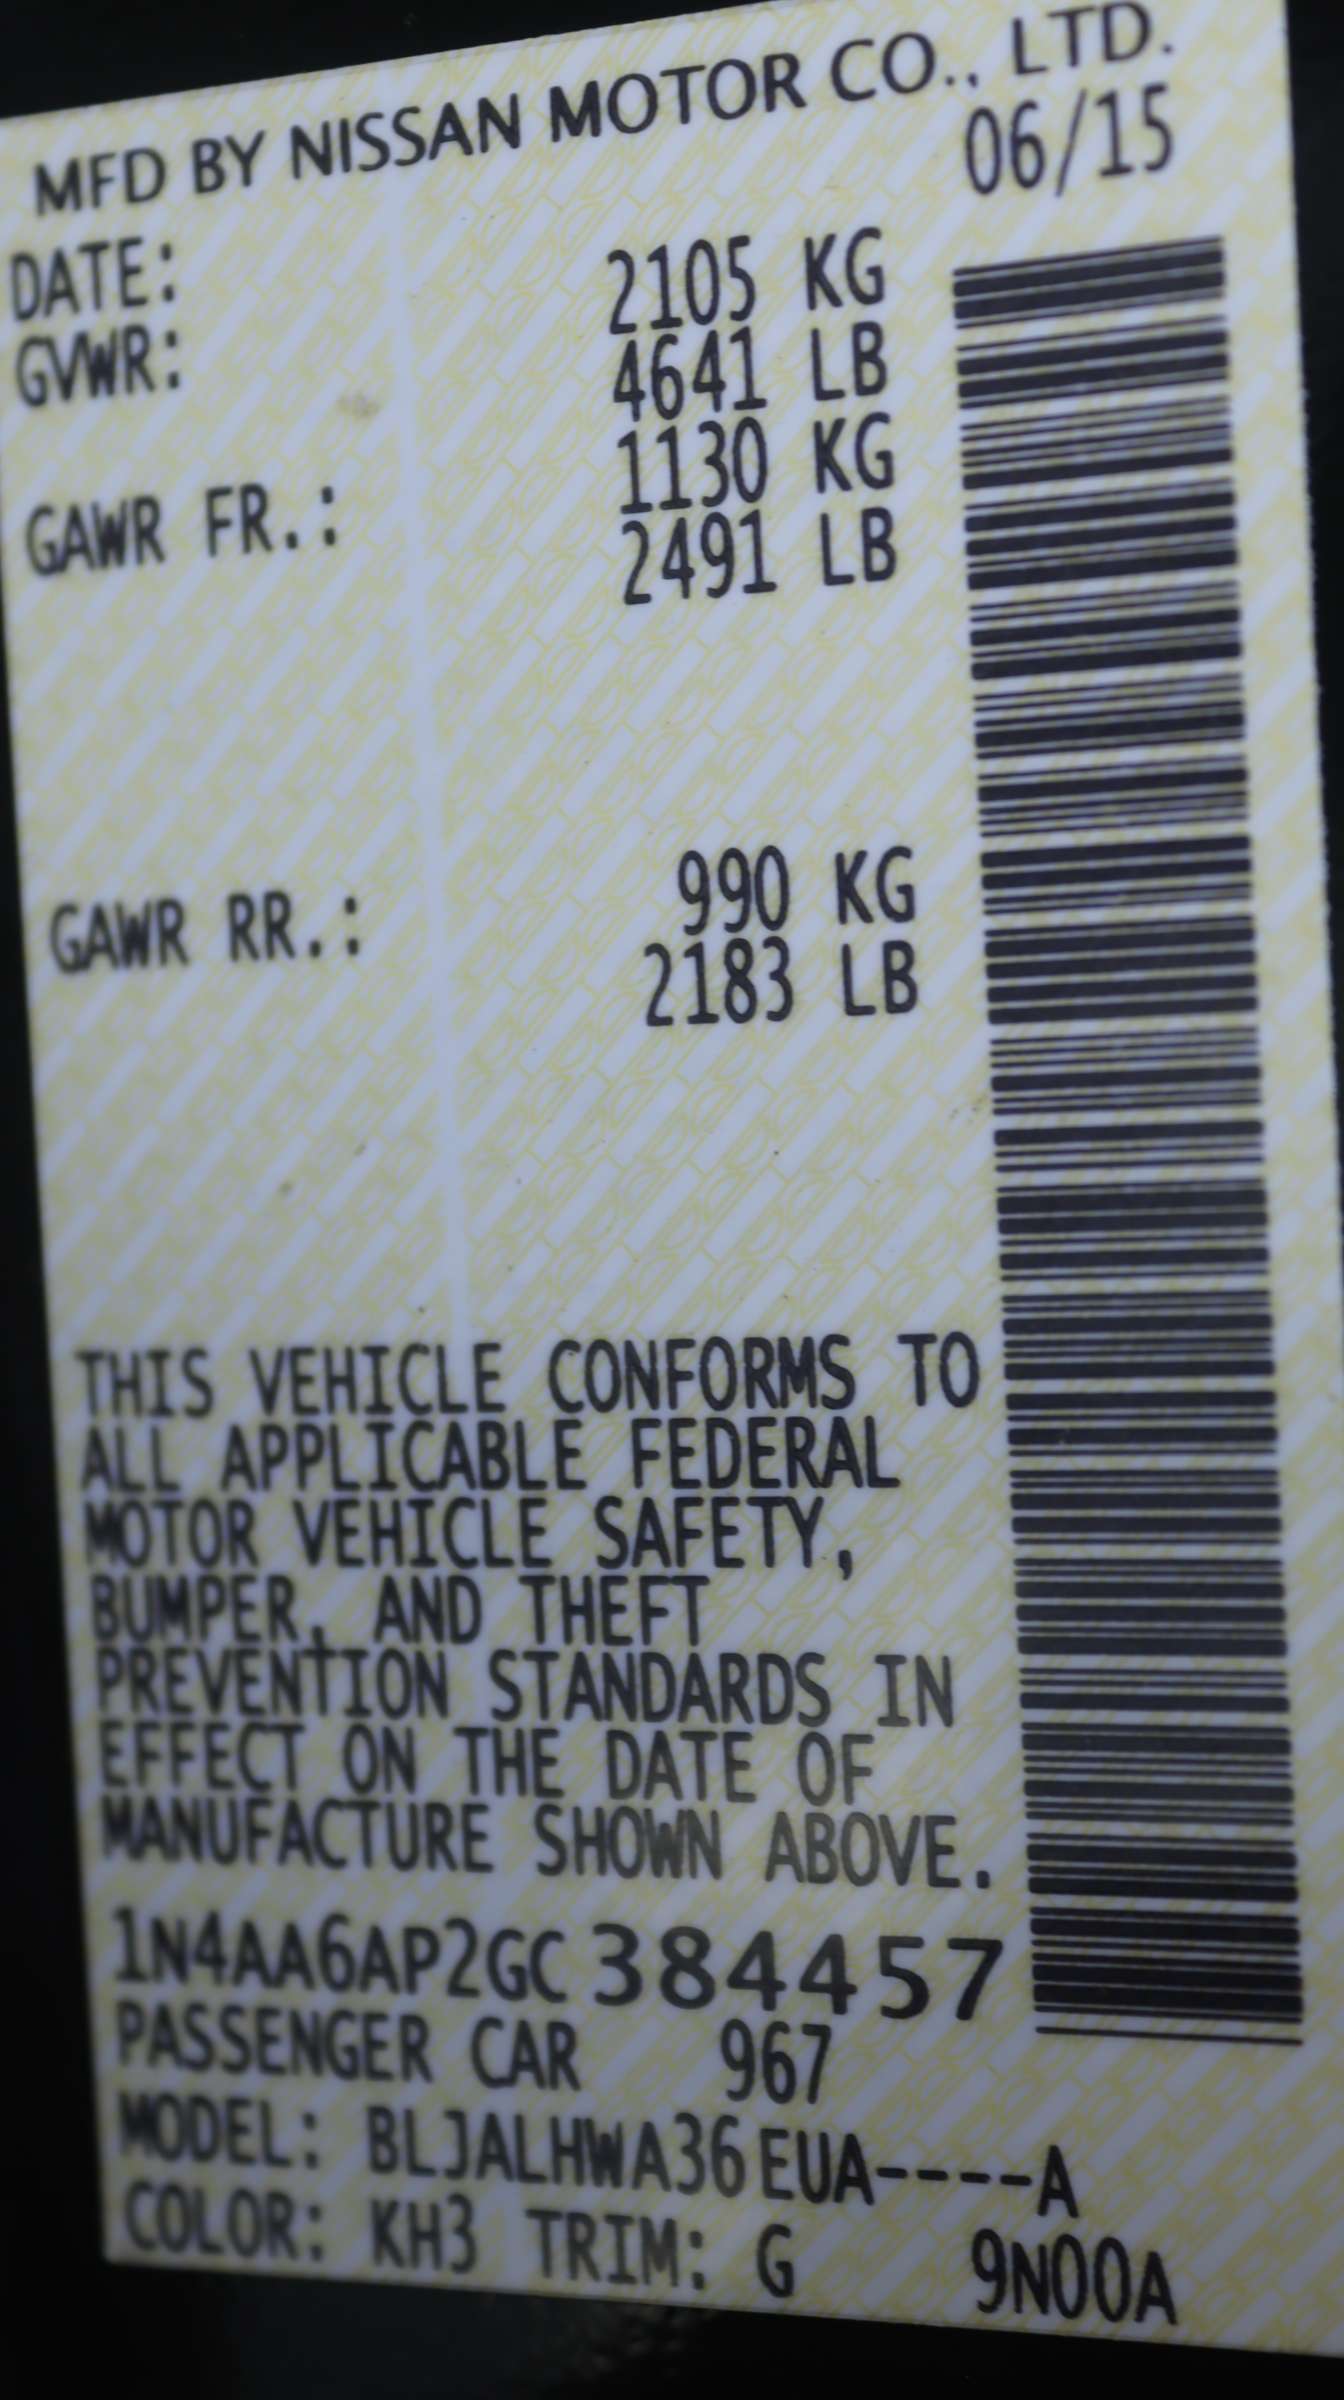 MFD BY NISSAN MOTOR CO., LTD.
DATE: 06/15
GVWR: 2105 KG
4641 LB
GAWR FR.: 1130 KG
2491 LB
GAWR RR.: 990 KG
2183 LB
THIS VEHICLE CONFORMS TO
ALL APPLICABLE FEDERAL
MOTOR VEHICLE SAFETY,
BUMPER, AND THEFT
PREVENTION STANDARDS IN
EFFECT ON THE DATE OF
MANUFACTURE SHOWN ABOVE.
1N4AA6AP2GC384457
PASSENGER CAR 967
MODEL: BLJALHWA36EUA----A
COLOR: KH3 TRIM: G 9N00A